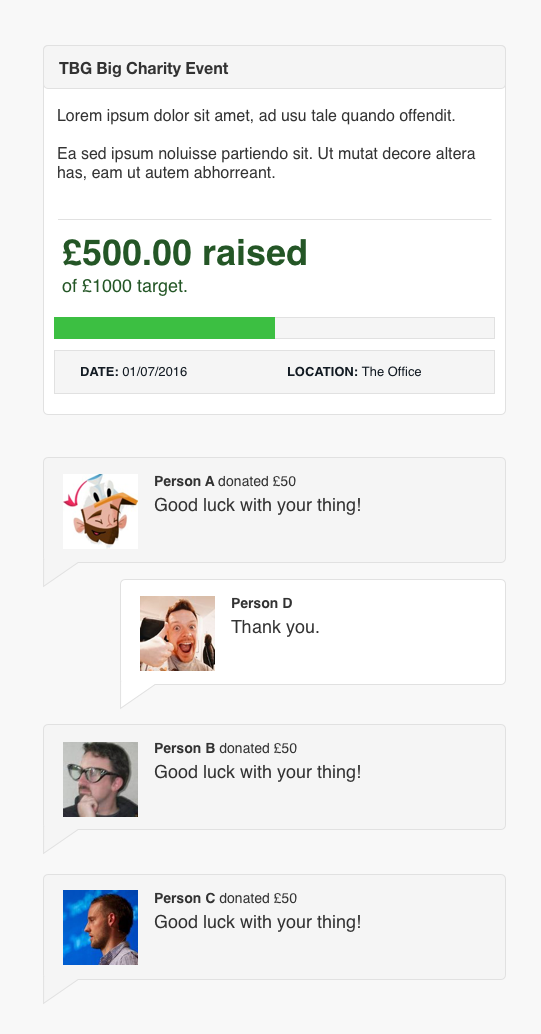 TBG Big Charity Event
Lorem ipsum dolor sit amet, ad usu tale quando offendit.
Ea sed ipsum noluisse partiendo sit. Ut mutat decore altera
has, eam ut autem abhorreant.
£500.00 raised
of £1000 target.
DATE: 01/07/2016 LOCATION: The Office
Person A donated £50
Good luck with your thing!
Person D
Thank you.
Person B donated £50
Good luck with your thing!
Person C donated £50
Good luck with your thing!